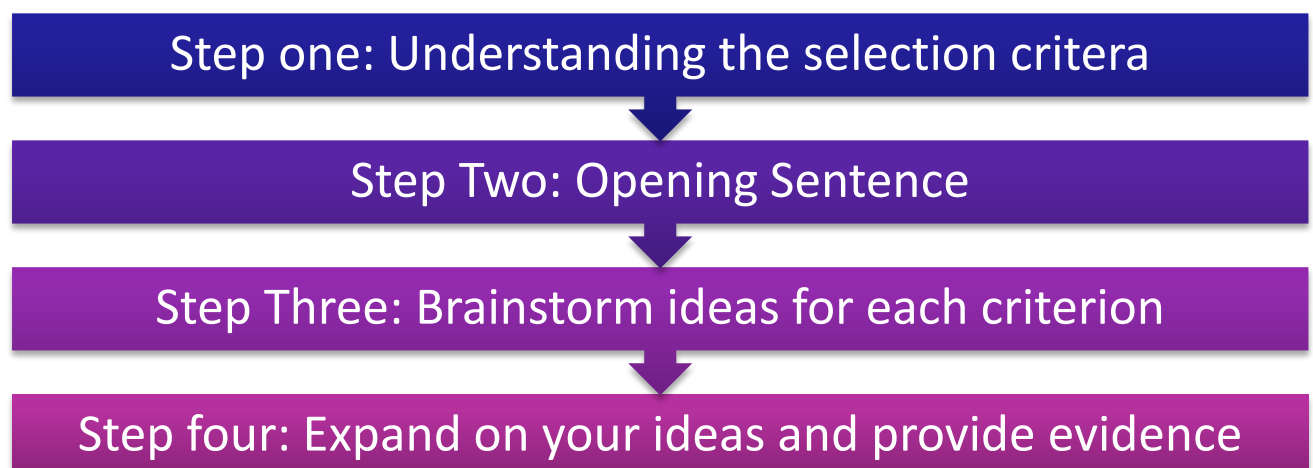 Step one: Understanding the selection critera
Step Two: Opening Sentence
Step Three: Brainstorm ideas for each criterion
Step four: Expand on your ideas and provide evidence